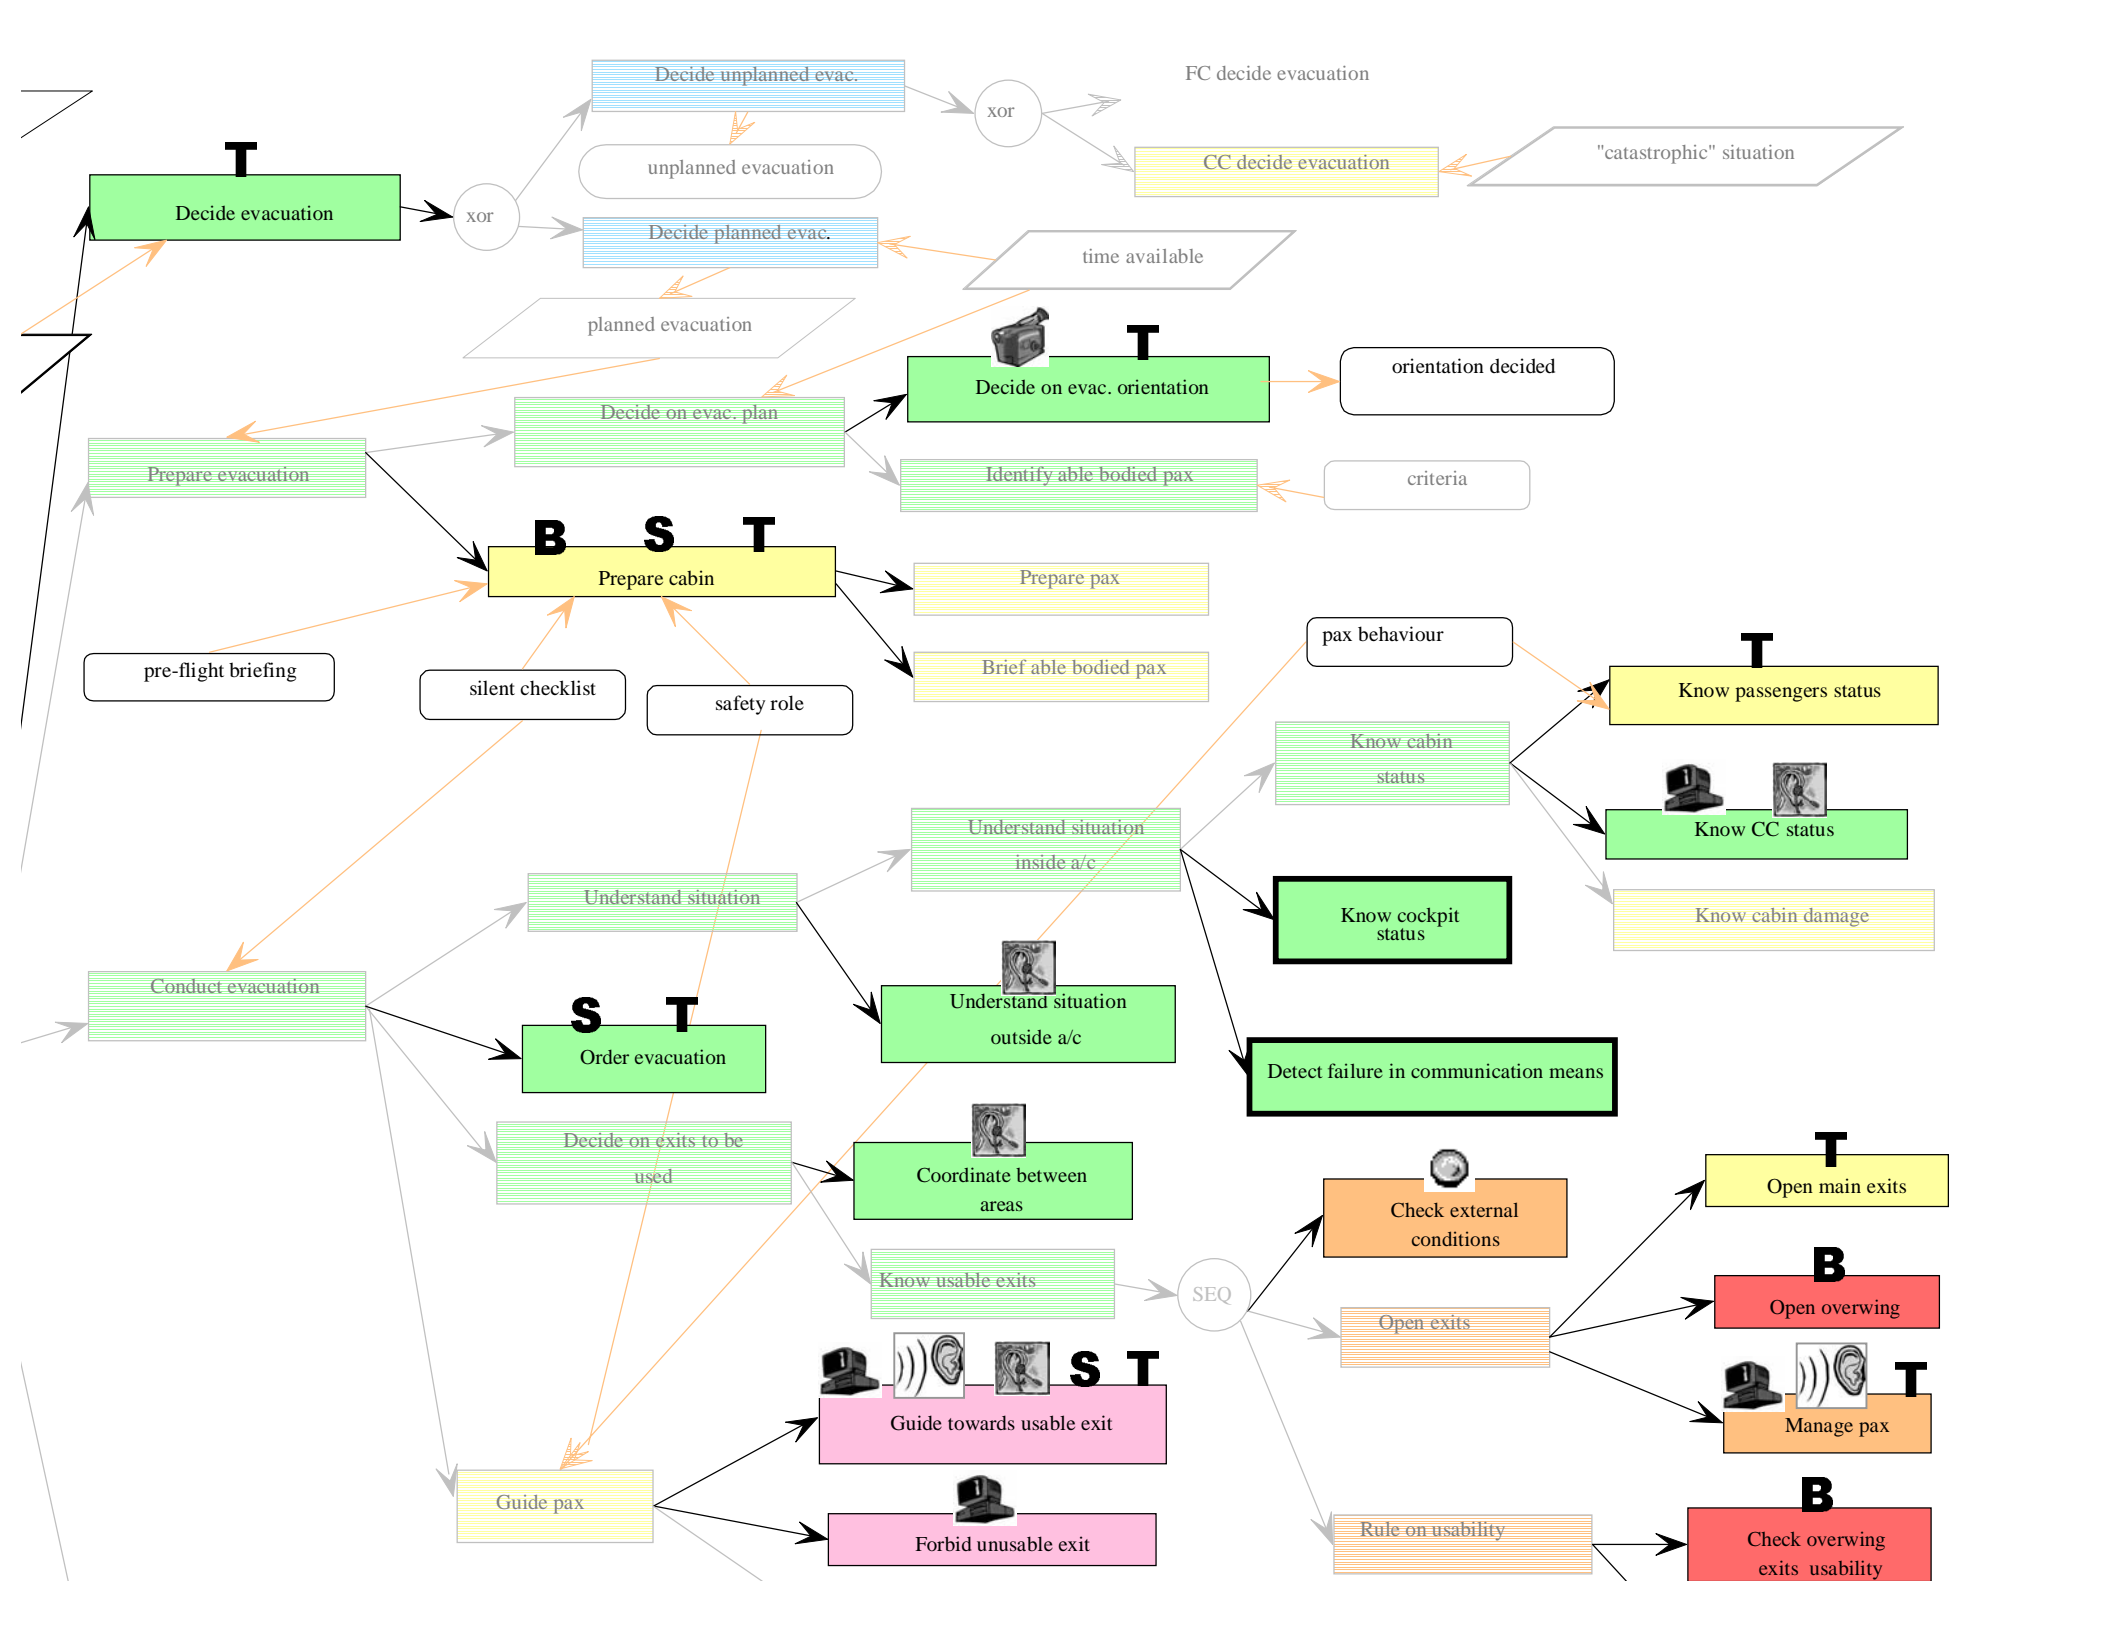 Decide unplanned evac.
FC decide evacuation
xor
unplanned evacuation
CC decide evacuation
"catastrophic" situation
T
Decide evacuation
xor
Decide planned evac.
time available
planned evacuation
T
Decide on evac. orientation
orientation decided
Decide on evac. plan
Prepare evacuation
Identify able bodied pax
criteria
B S T
Prepare cabin
Prepare pax
pre-flight briefing
silent checklist
safety role
Brief able bodied pax
pax behaviour
T
Know passengers status
Know cabin
status
Know CC status
Understand situation
inside a/c
Understand situation
Know cockpit
status
Know cabin damage
Conduct evacuation
S T
Order evacuation
Understand situation
outside a/c
Detect failure in communication means
Decide on exits to be
used
Coordinate between
areas
Check external
conditions
T
Open main exits
Know usable exits
SEQ
Open exits
B
Open overwing
S T
Guide towards usable exit
T
Manage pax
Guide pax
Forbid unusable exit
Rule on usability
B
Check overwing
exits usability